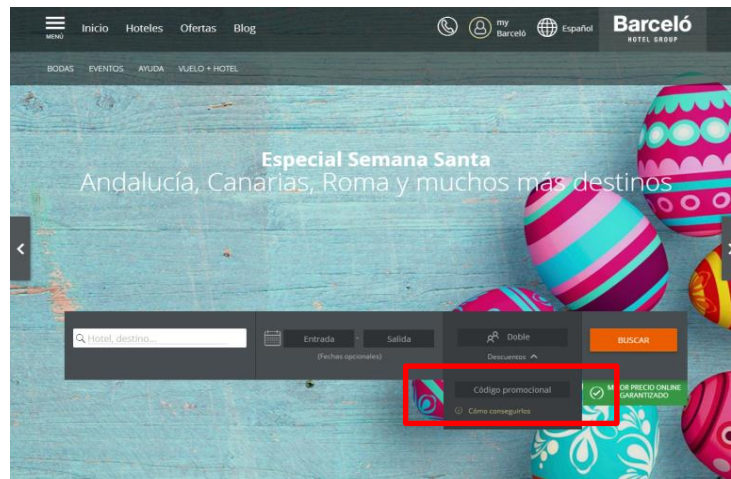 MENÚ
Inicio Hoteles Ofertas Blog
my
Barceló
Español
Barceló
HOTEL GROUP
BODAS EVENTOS AYUDA VUELO + HOTEL
Especial Semana Santa
Andalucía, Canarias, Roma y muchos más destinos
Hotel, destino...
Entrada - Salida
(Fechas opcionales)
Doble
Descuentos
BUSCAR
Código promocional
Cómo conseguirlos
PRECIO ONLINE
GARANTIZADO